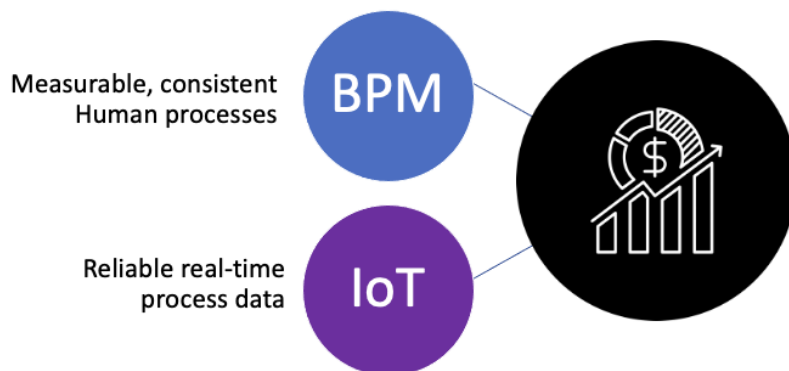 Measurable, consistent
Human processes
BPM
$
Reliable real-time
process data
IoT